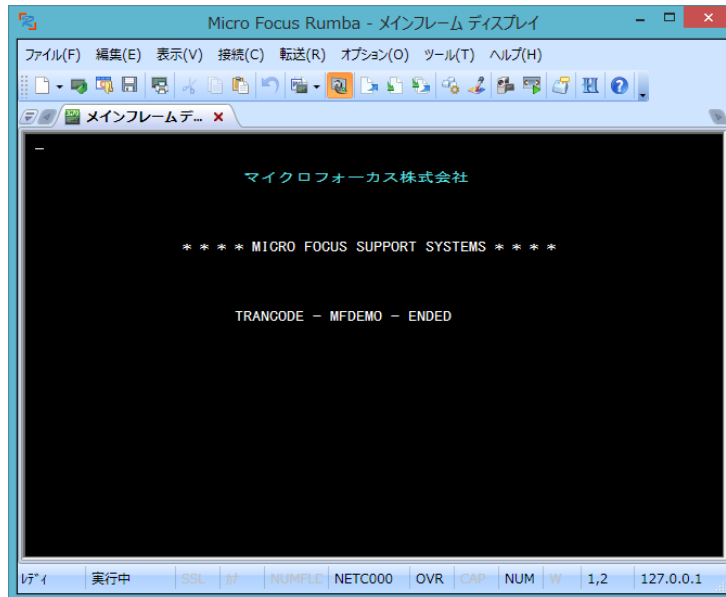 Micro Focus Rumba - メインフレーム ディスプレイ
ファイル(F) 編集(E) 表示(V) 接続(C) 転送(R) オプション(O) ツール(T) ヘルプ(H)
メインフレームデ...
マイクロフォーカス株式会社
* * * * MICRO FOCUS SUPPORT SYSTEMS * * * *
TRANCODE - MFDEMO - ENDED
ﾚﾃﾞｨ 実行中 SSL NUMFLD NETC000 OVR CAP NUM W 1,2 127.0.0.1